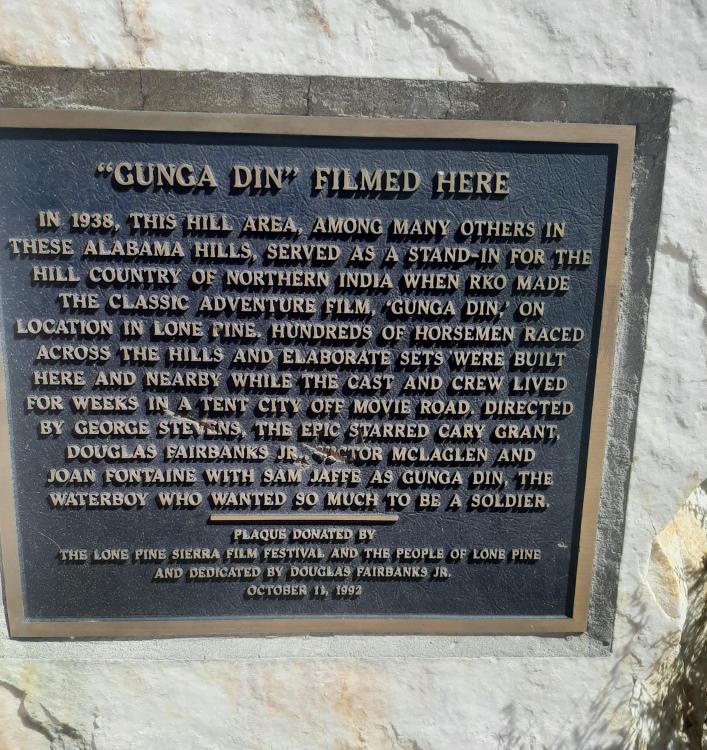 "GUNGA DIN" FILMED HERE
IN 1938, THIS HILL AREA, AMONG MANY OTHERS IN
THESE ALABAMA HILLS, SERVED AS A STAND-IN FOR THE
HILL COUNTRY OF NORTHERN INDIA WHEN RKO MADE
THE CLASSIC ADVENTURE FILM, 'GUNGA DIN,' ON
LOCATION IN LONE PINE. HUNDREDS OF HORSEMEN RACED
ACROSS THE HILLS AND ELABORATE SETS WERE BUILT
HERE AND NEARBY WHILE THE CAST AND CREW LIVED
FOR WEEKS IN A TENT CITY OFF MOVIE ROAD. DIRECTED
BY GEORGE STEVENS, THE EPIC STARRED CARY GRANT,
DOUGLAS FAIRBANKS JR., VICTOR MCLAGLEN AND
JOAN FONTAINE WITH SAM JAFFE AS GUNGA DIN, THE
WATERBOY WHO WANTED SO MUCH TO BE A SOLDIER.
PLAQUE DONATED BY
THE LONE PINE SIERRA FILM FESTIVAL AND THE PEOPLE OF LONE PINE
AND DEDICATED BY DOUGLAS FAIRBANKS JR.
OCTOBER 11, 1992